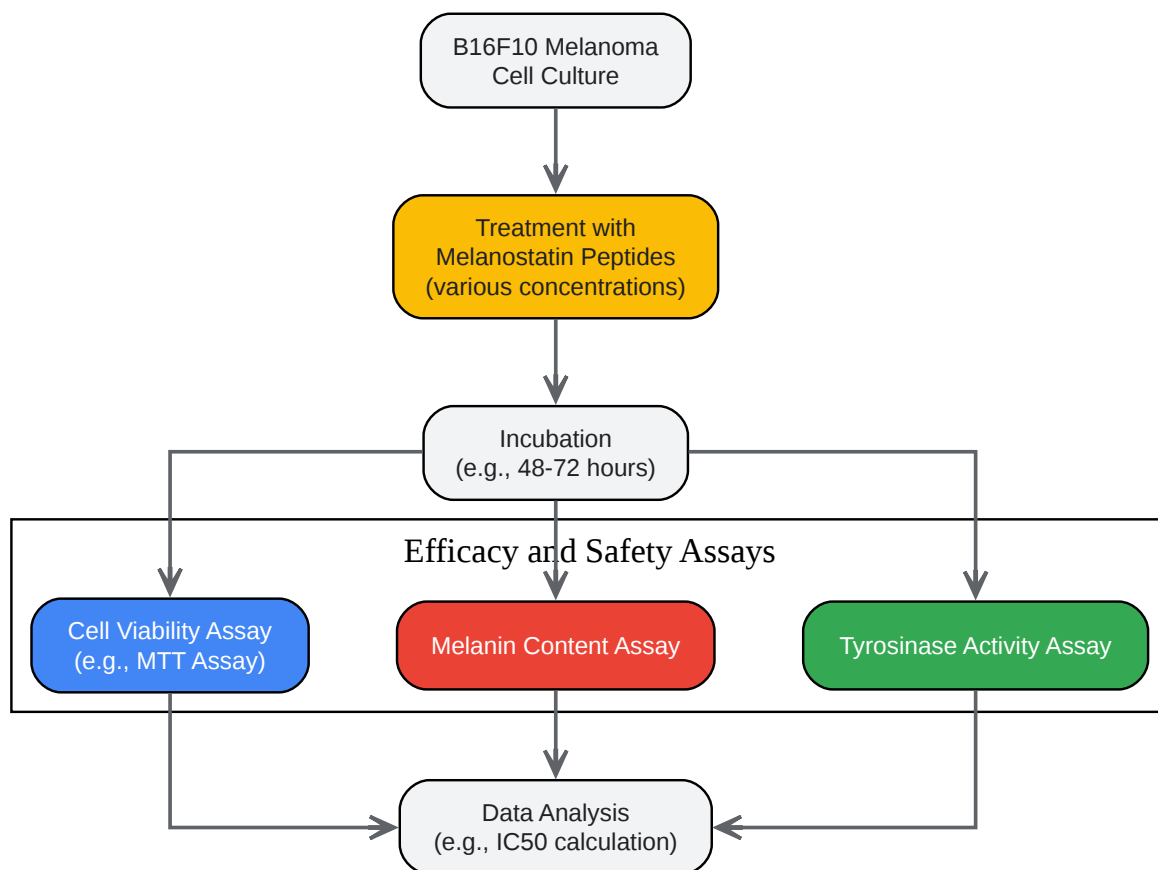 B16F10 Melanoma
Cell Culture
Treatment with
Melanostatin Peptides
(various concentrations)
Incubation
(e.g., 48-72 hours)
Efficacy and Safety Assays
Cell Viability Assay
(e.g., MTT Assay)
Melanin Content Assay
Tyrosinase Activity Assay
Data Analysis
(e.g., IC50 calculation)